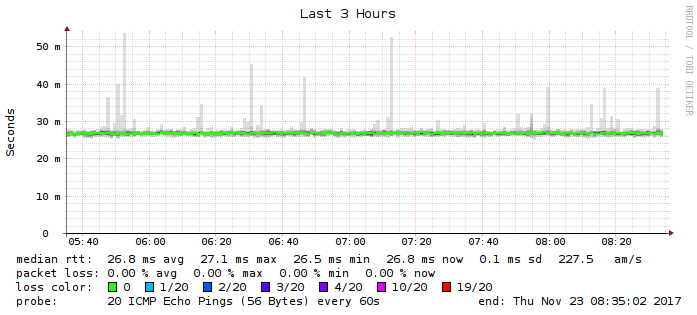 Last 3 Hours
RRDTOOL / TOBI OETIKER
Seconds
50 m
40 m
30 m
20 m
10 m
0
05:40 06:00 06:20 06:40 07:00 07:20 07:40 08:00 08:20
median rtt: 26.8 ms avg 27.1 ms max 26.5 ms min 26.8 ms now 0.1 ms sd 227.5 am/s
packet loss: 0.00 % avg 0.00 % max 0.00 % min 0.00 % now
loss color: 0 1/20 2/20 3/20 4/20 10/20 19/20
probe: 20 ICMP Echo Pings (56 Bytes) every 60s end: Thu Nov 23 08:35:02 2017